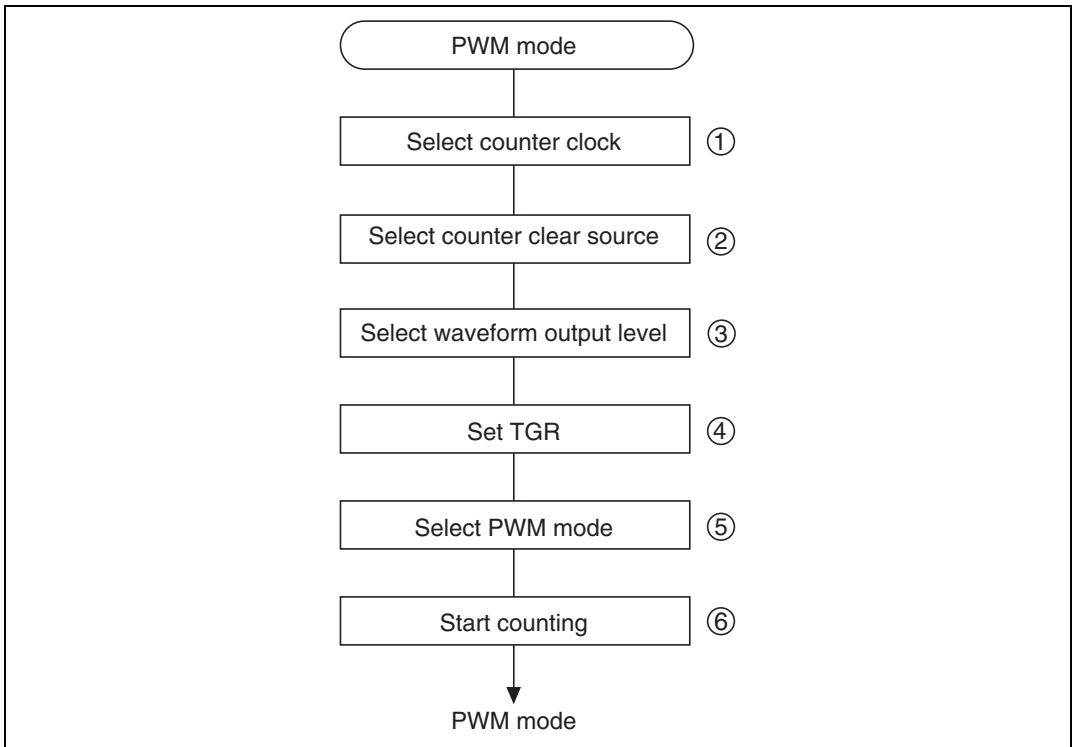 PWM mode
Select counter clock ①
Select counter clear source ②
Select waveform output level ③
Set TGR ④
Select PWM mode ⑤
Start counting ⑥
PWM mode